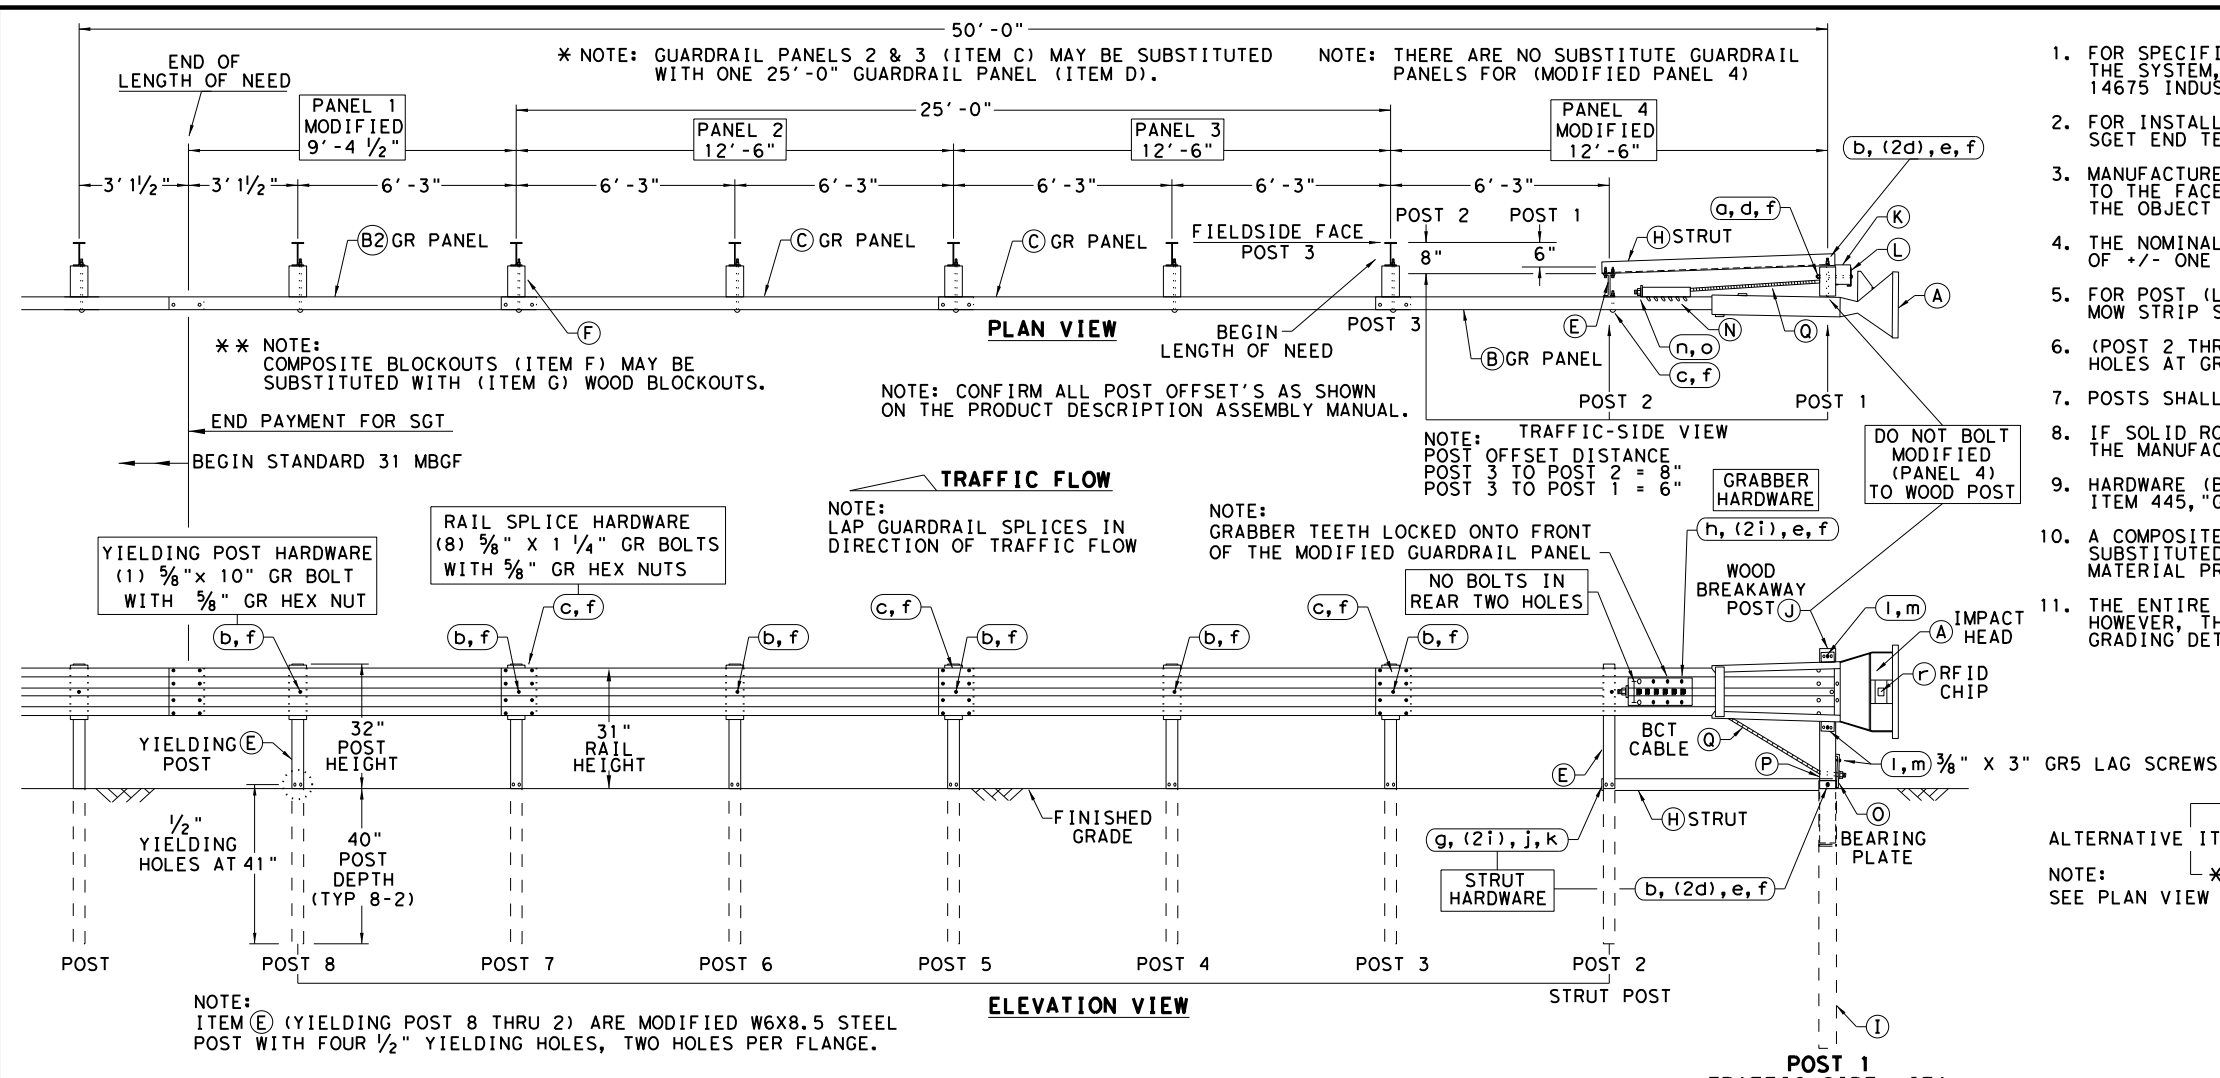 50'-0"
* NOTE: GUARDRAIL PANELS 2 & 3 (ITEM C) MAY BE SUBSTITUTED
WITH ONE 25'-0" GUARDRAIL PANEL (ITEM D).
NOTE: THERE ARE NO SUBSTITUTE GUARDRAIL
PANELS FOR (MODIFIED PANEL 4)
END OF
LENGTH OF NEED
PANEL 1
MODIFIED
9'-4 1/2"
25'-0"
PANEL 2
12'-6"
PANEL 3
12'-6"
PANEL 4
MODIFIED
12'-6"
b, (2d), e, f
3' 1 1/2"
3' 1 1/2"
6'-3"
6'-3"
6'-3"
6'-3"
6'-3"
6'-3"
POST 2
POST 1
a, d, f
K
B2 GR PANEL
C GR PANEL
C GR PANEL
FIELDSIDE FACE
POST 3
8"
6"
H STRUT
L
A
F
PLAN VIEW
BEGIN
LENGTH OF NEED
POST 3
E
N
Q
n, o
B GR PANEL
c, f
** NOTE:
COMPOSITE BLOCKOUTS (ITEM F) MAY BE
SUBSTITUTED WITH (ITEM G) WOOD BLOCKOUTS.
NOTE: CONFIRM ALL POST OFFSET'S AS SHOWN
ON THE PRODUCT DESCRIPTION ASSEMBLY MANUAL.
POST 2
POST 1
END PAYMENT FOR SGT
BEGIN STANDARD 31 MBGF
TRAFFIC-SIDE VIEW
NOTE:
POST OFFSET DISTANCE
POST 3 TO POST 2 = 8"
POST 3 TO POST 1 = 6"
DO NOT BOLT
MODIFIED
(PANEL 4)
TO WOOD POST
TRAFFIC FLOW
NOTE:
LAP GUARDRAIL SPLICES IN
DIRECTION OF TRAFFIC FLOW
GRABBER
HARDWARE
NOTE:
GRABBER TEETH LOCKED ONTO FRONT
OF THE MODIFIED GUARDRAIL PANEL
h, (2i), e, f
RAIL SPLICE HARDWARE
(8) 5/8" X 1 1/4" GR BOLTS
WITH 5/8" GR HEX NUTS
YIELDING POST HARDWARE
(1) 5/8"x 10" GR BOLT
WITH 5/8" GR HEX NUT
NO BOLTS IN
REAR TWO HOLES
WOOD
BREAKAWAY
POST J
c, f
c, f
c, f
l, m
b, f
b, f
b, f
b, f
b, f
b, f
A IMPACT
HEAD
r RFID
CHIP
YIELDING E
POST
32"
POST
HEIGHT
31"
RAIL
HEIGHT
BCT
CABLE
Q
E
P
l, m 3/8" X 3" GR5 LAG SCREWS
1/2"
YIELDING
HOLES AT 41"
40"
POST
DEPTH
(TYP 8-2)
FINISHED
GRADE
H STRUT
O
BEARING
PLATE
g, (2i), j, k
STRUT
HARDWARE
b, (2d), e, f
POST
POST 8
POST 7
POST 6
POST 5
POST 4
POST 3
POST 2
STRUT POST
ELEVATION VIEW
NOTE:
ITEM E (YIELDING POST 8 THRU 2) ARE MODIFIED W6X8.5 STEEL
POST WITH FOUR 1/2" YIELDING HOLES, TWO HOLES PER FLANGE.
I
POST 1
1. FOR SPECIFI
THE SYSTEM,
14675 INDUS
2. FOR INSTALL
SGET END TE
3. MANUFACTURE
TO THE FACE
THE OBJECT
4. THE NOMINAL
OF +/- ONE
5. FOR POST (L
MOW STRIP S
6. (POST 2 THR
HOLES AT GR
7. POSTS SHALL
8. IF SOLID RO
THE MANUFAC
9. HARDWARE (B
ITEM 445,"G
10. A COMPOSITE
SUBSTITUTED
MATERIAL PR
11. THE ENTIRE
HOWEVER, TH
GRADING DET
ALTERNATIVE IT
NOTE: *
SEE PLAN VIEW